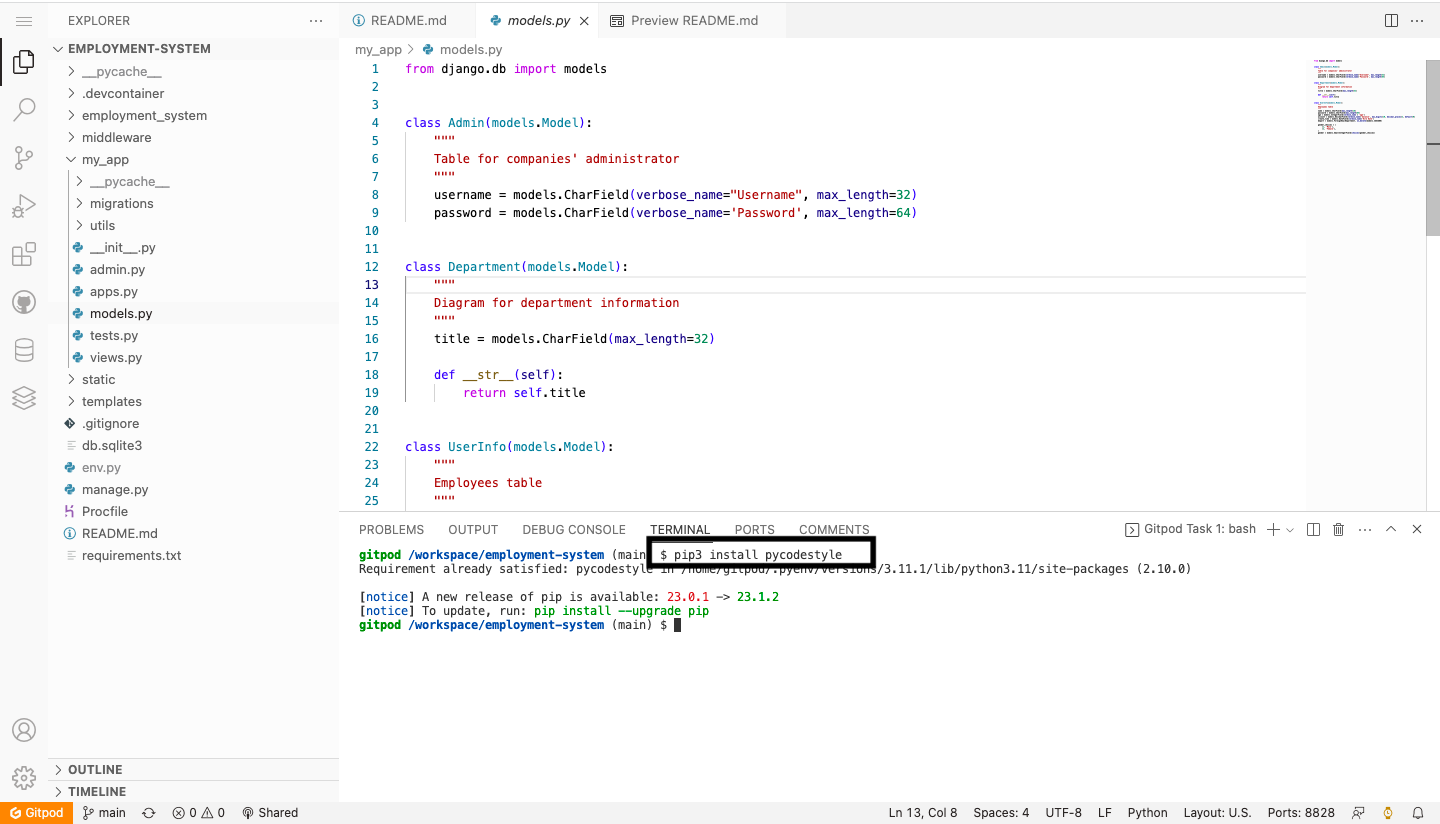 EXPLORER
EMPLOYMENT-SYSTEM
__pycache__
.devcontainer
employment_system
middleware
my_app
__pycache__
migrations
utils
__init__.py
admin.py
apps.py
models.py
tests.py
views.py
static
templates
.gitignore
db.sqlite3
env.py
manage.py
Procfile
README.md
requirements.txt
OUTLINE
TIMELINE
README.md
models.py
Preview README.md
my_app > models.py
1 from django.db import models
2
3
4 class Admin(models.Model):
5 """
6 Table for companies' administrator
7 """
8 username = models.CharField(verbose_name="Username", max_length=32)
9 password = models.CharField(verbose_name='Password', max_length=64)
10
11
12 class Department(models.Model):
13 """
14 Diagram for department information
15 """
16 title = models.CharField(max_length=32)
17
18 def __str__(self):
19 return self.title
20
21
22 class UserInfo(models.Model):
23 """
24 Employees table
25 """
PROBLEMS OUTPUT DEBUG CONSOLE TERMINAL PORTS COMMENTS
Gitpod Task 1: bash
gitpod /workspace/employment-system (main $ pip3 install pycodestyle
Requirement already satisfied: pycodestyle in /home/gitpod/.pyenv/versions/3.11.1/lib/python3.11/site-packages (2.10.0)
[notice] A new release of pip is available: 23.0.1 -> 23.1.2
[notice] To update, run: pip install --upgrade pip
gitpod /workspace/employment-system (main) $
Gitpod main 0 0 Shared
Ln 13, Col 8 Spaces: 4 UTF-8 LF Python Layout: U.S. Ports: 8828